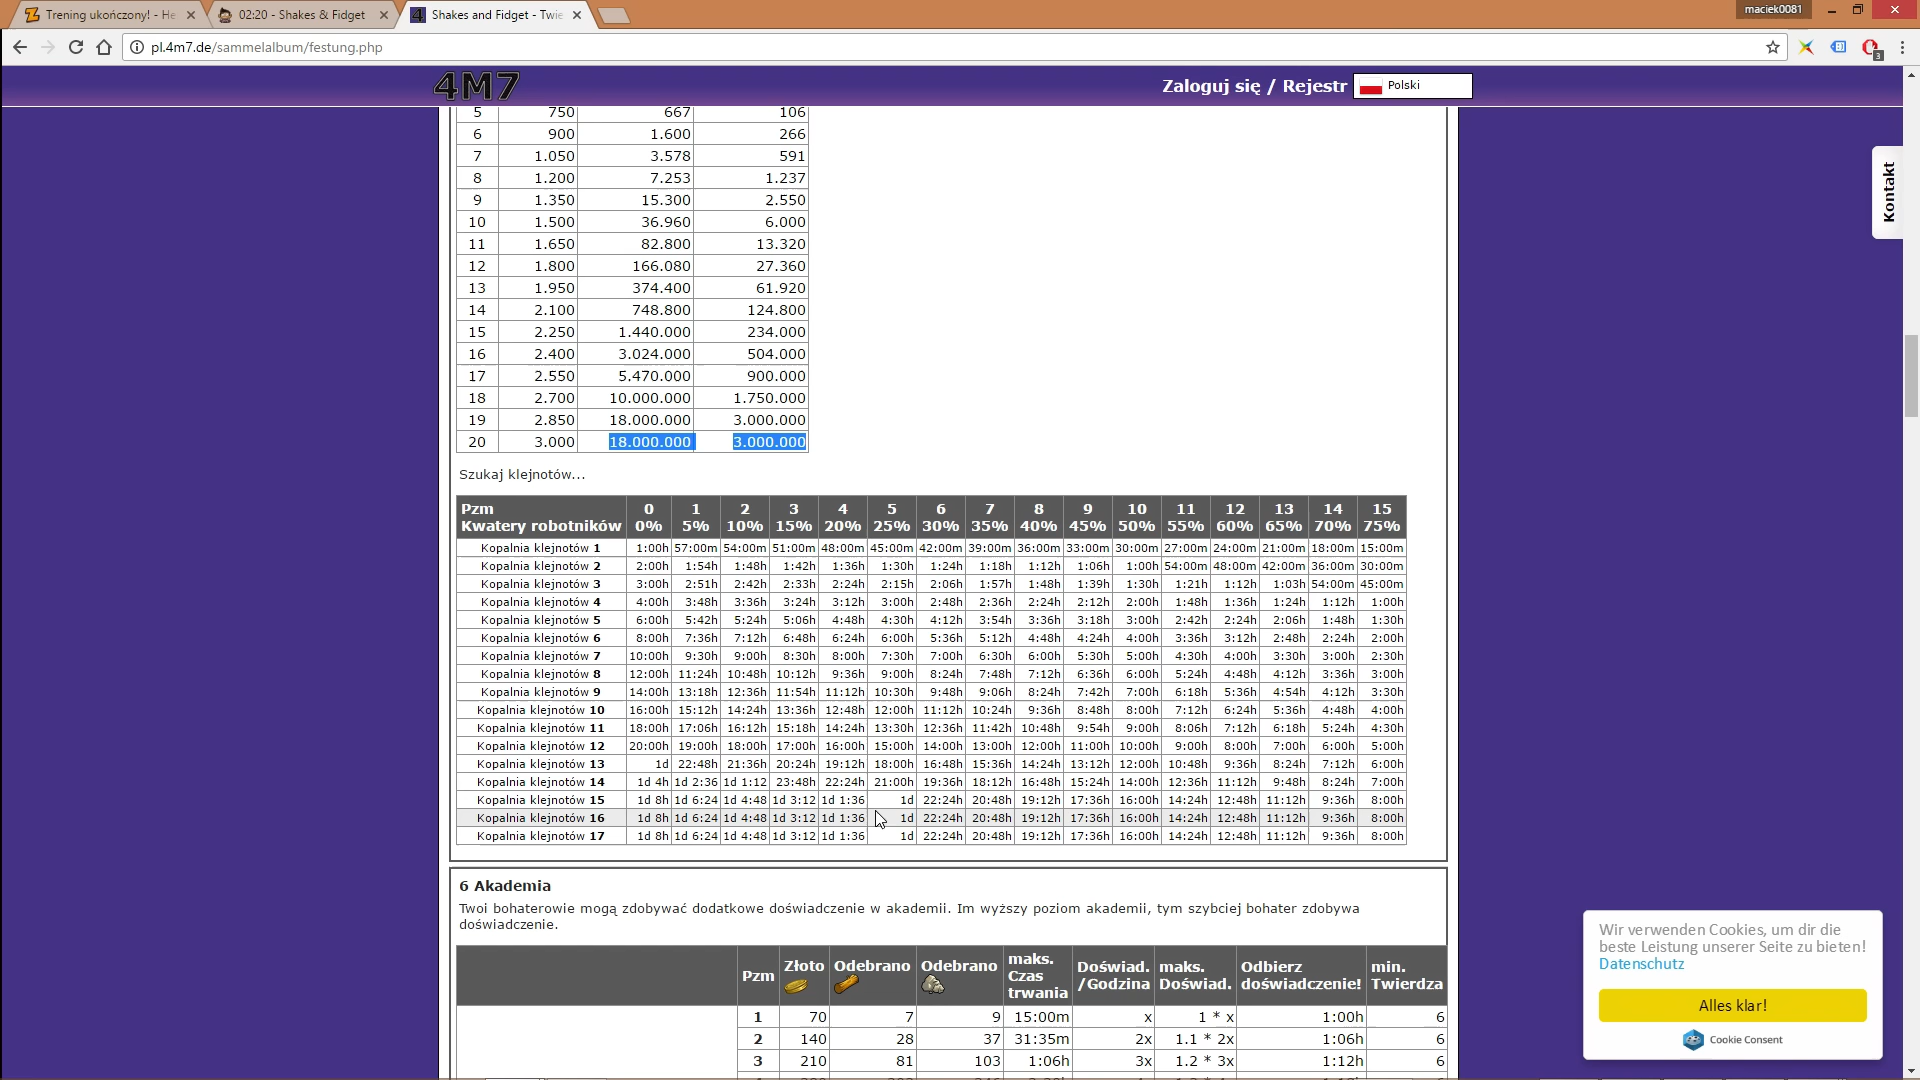 Trening ukończony! - He
02:20 - Shakes & Fidget
Shakes and Fidget - Twie
maciek0081
pl.4m7.de/sammelalbum/festung.php
3
4M7
Zaloguj się / Rejestr
Polski
Kontakt
5 750 667 106
6 900 1.600 266
7 1.050 3.578 591
8 1.200 7.253 1.237
9 1.350 15.300 2.550
10 1.500 36.960 6.000
11 1.650 82.800 13.320
12 1.800 166.080 27.360
13 1.950 374.400 61.920
14 2.100 748.800 124.800
15 2.250 1.440.000 234.000
16 2.400 3.024.000 504.000
17 2.550 5.470.000 900.000
18 2.700 10.000.000 1.750.000
19 2.850 18.000.000 3.000.000
20 3.000 18.000.000 3.000.000
Szukaj klejnotów...
Pzm 0 1 2 3 4 5 6 7 8 9 10 11 12 13 14 15
Kwatery robotników 0% 5% 10% 15% 20% 25% 30% 35% 40% 45% 50% 55% 60% 65% 70% 75%
Kopalnia klejnotów 1 1:00h 57:00m 54:00m 51:00m 48:00m 45:00m 42:00m 39:00m 36:00m 33:00m 30:00m 27:00m 24:00m 21:00m 18:00m 15:00m
Kopalnia klejnotów 2 2:00h 1:54h 1:48h 1:42h 1:36h 1:30h 1:24h 1:18h 1:12h 1:06h 1:00h 54:00m 48:00m 42:00m 36:00m 30:00m
Kopalnia klejnotów 3 3:00h 2:51h 2:42h 2:33h 2:24h 2:15h 2:06h 1:57h 1:48h 1:39h 1:30h 1:21h 1:12h 1:03h 54:00m 45:00m
Kopalnia klejnotów 4 4:00h 3:48h 3:36h 3:24h 3:12h 3:00h 2:48h 2:36h 2:24h 2:12h 2:00h 1:48h 1:36h 1:24h 1:12h 1:00h
Kopalnia klejnotów 5 6:00h 5:42h 5:24h 5:06h 4:48h 4:30h 4:12h 3:54h 3:36h 3:18h 3:00h 2:42h 2:24h 2:06h 1:48h 1:30h
Kopalnia klejnotów 6 8:00h 7:36h 7:12h 6:48h 6:24h 6:00h 5:36h 5:12h 4:48h 4:24h 4:00h 3:36h 3:12h 2:48h 2:24h 2:00h
Kopalnia klejnotów 7 10:00h 9:30h 9:00h 8:30h 8:00h 7:30h 7:00h 6:30h 6:00h 5:30h 5:00h 4:30h 4:00h 3:30h 3:00h 2:30h
Kopalnia klejnotów 8 12:00h 11:24h 10:48h 10:12h 9:36h 9:00h 8:24h 7:48h 7:12h 6:36h 6:00h 5:24h 4:48h 4:12h 3:36h 3:00h
Kopalnia klejnotów 9 14:00h 13:18h 12:36h 11:54h 11:12h 10:30h 9:48h 9:06h 8:24h 7:42h 7:00h 6:18h 5:36h 4:54h 4:12h 3:30h
Kopalnia klejnotów 10 16:00h 15:12h 14:24h 13:36h 12:48h 12:00h 11:12h 10:24h 9:36h 8:48h 8:00h 7:12h 6:24h 5:36h 4:48h 4:00h
Kopalnia klejnotów 11 18:00h 17:06h 16:12h 15:18h 14:24h 13:30h 12:36h 11:42h 10:48h 9:54h 9:00h 8:06h 7:12h 6:18h 5:24h 4:30h
Kopalnia klejnotów 12 20:00h 19:00h 18:00h 17:00h 16:00h 15:00h 14:00h 13:00h 12:00h 11:00h 10:00h 9:00h 8:00h 7:00h 6:00h 5:00h
Kopalnia klejnotów 13 1d 22:48h 21:36h 20:24h 19:12h 18:00h 16:48h 15:36h 14:24h 13:12h 12:00h 10:48h 9:36h 8:24h 7:12h 6:00h
Kopalnia klejnotów 14 1d 4h 1d 2:36 1d 1:12 23:48h 22:24h 21:00h 19:36h 18:12h 16:48h 15:24h 14:00h 12:36h 11:12h 9:48h 8:24h 7:00h
Kopalnia klejnotów 15 1d 8h 1d 6:24 1d 4:48 1d 3:12 1d 1:36 1d 22:24h 20:48h 19:12h 17:36h 16:00h 14:24h 12:48h 11:12h 9:36h 8:00h
Kopalnia klejnotów 16 1d 8h 1d 6:24 1d 4:48 1d 3:12 1d 1:36 1d 22:24h 20:48h 19:12h 17:36h 16:00h 14:24h 12:48h 11:12h 9:36h 8:00h
Kopalnia klejnotów 17 1d 8h 1d 6:24 1d 4:48 1d 3:12 1d 1:36 1d 22:24h 20:48h 19:12h 17:36h 16:00h 14:24h 12:48h 11:12h 9:36h 8:00h
6 Akademia
Twoi bohaterowie mogą zdobywać dodatkowe doświadczenie w akademii. Im wyższy poziom akademii, tym szybciej bohater zdobywa
doświadczenie.
Pzm Złoto Odebrano Odebrano maks. Czas trwania Doświad. /Godzina maks. Doświad. Odbierz doświadczenie! min. Twierdza
1 70 7 9 15:00m x 1 * x 1:00h 6
2 140 28 37 31:35m 2x 1.1 * 2x 1:06h 6
3 210 81 103 1:06h 3x 1.2 * 3x 1:12h 6
Wir verwenden Cookies, um dir die
beste Leistung unserer Seite zu bieten!
Datenschutz
Alles klar!
Cookie Consent